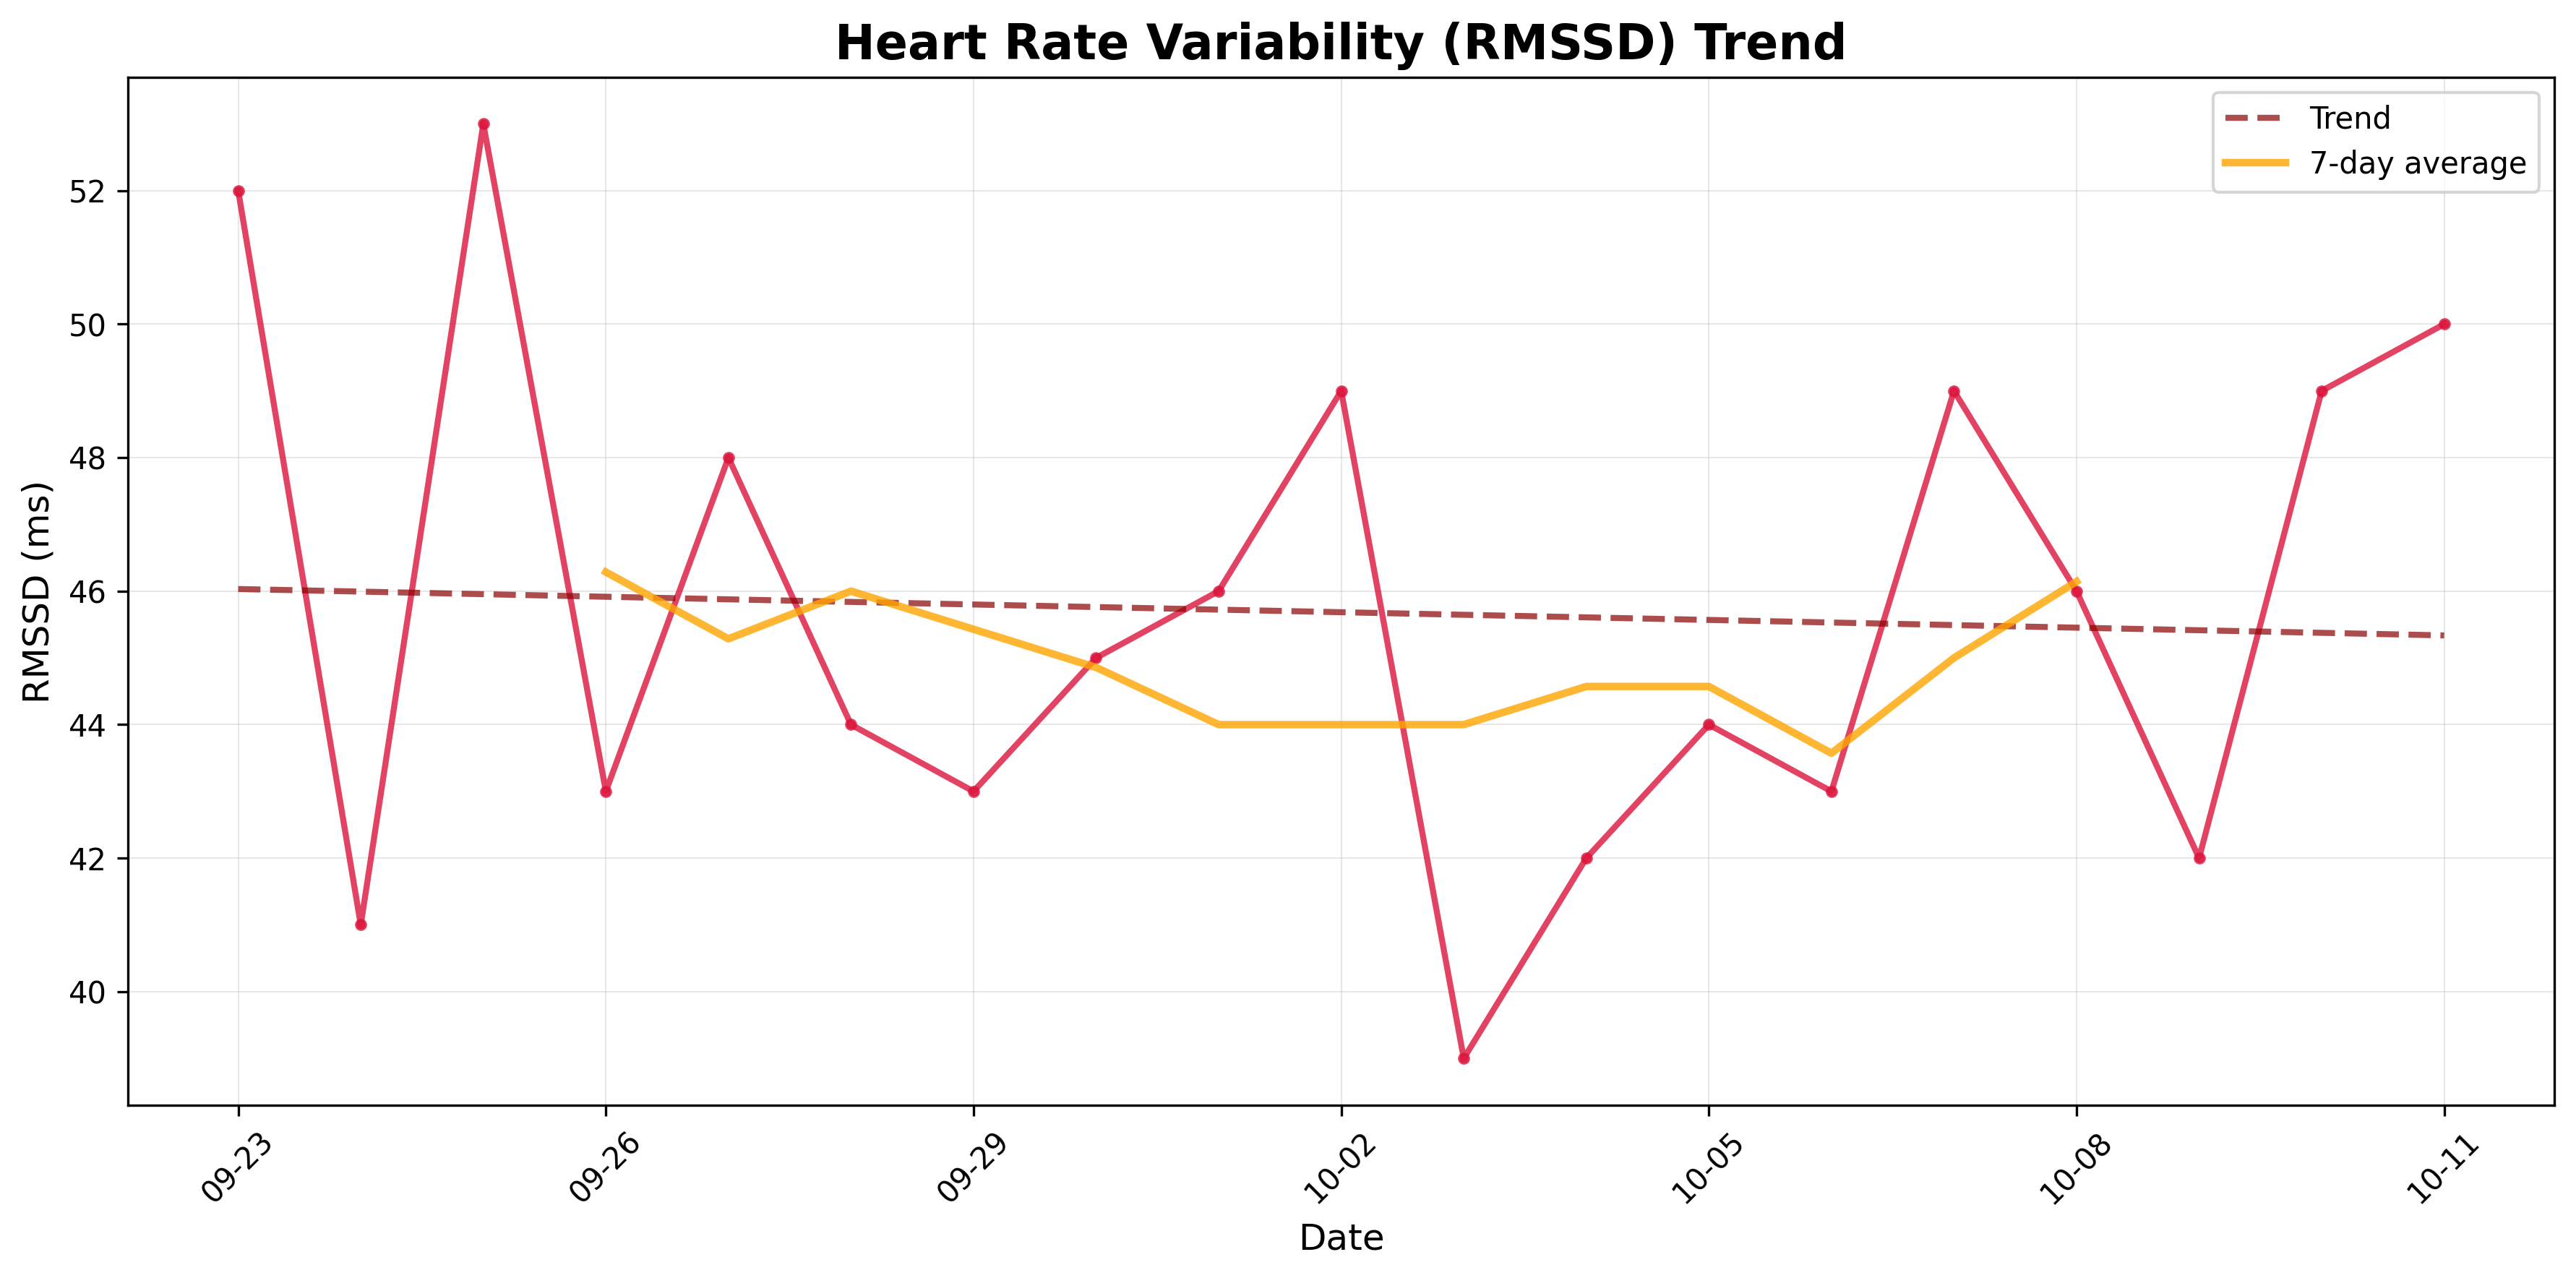 Heart Rate Variability (RMSSD) Trend
Trend
7-day average
RMSSD (ms)
52
50
48
46
44
42
40
09-23
09-26
09-29
10-02
10-05
10-08
10-11
Date